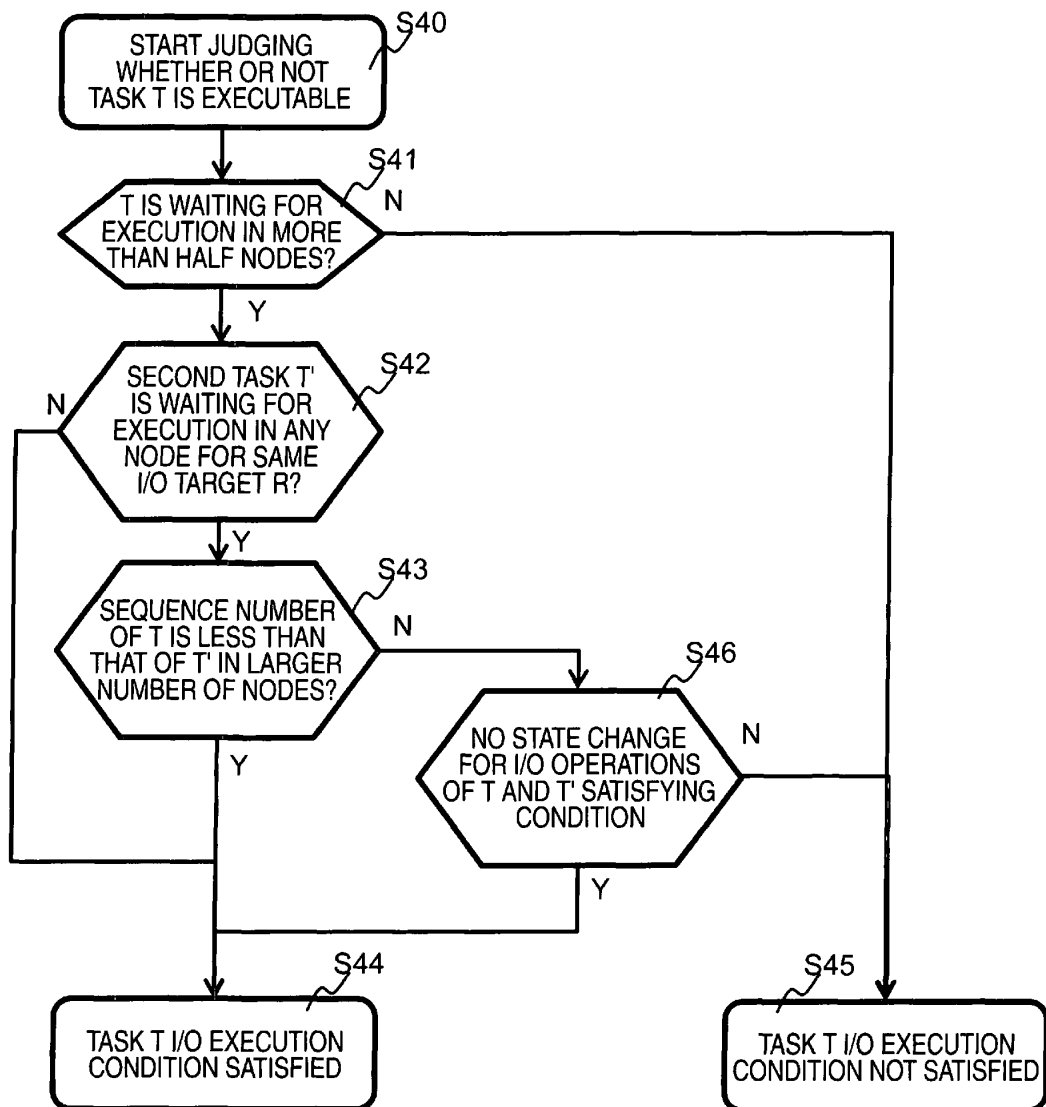 S40
START JUDGING
WHETHER OR NOT
TASK T IS EXECUTABLE
S41
T IS WAITING FOR
EXECUTION IN MORE
THAN HALF NODES?
N
Y
S42
SECOND TASK T'
IS WAITING FOR
EXECUTION IN ANY
NODE FOR SAME
I/O TARGET R?
N
Y
S43
SEQUENCE NUMBER
OF T IS LESS THAN
THAT OF T' IN LARGER
NUMBER OF NODES?
N
Y
S46
NO STATE CHANGE
FOR I/O OPERATIONS
OF T AND T' SATISFYING
CONDITION
N
Y
S44
TASK T I/O EXECUTION
CONDITION SATISFIED
S45
TASK T I/O EXECUTION
CONDITION NOT SATISFIED